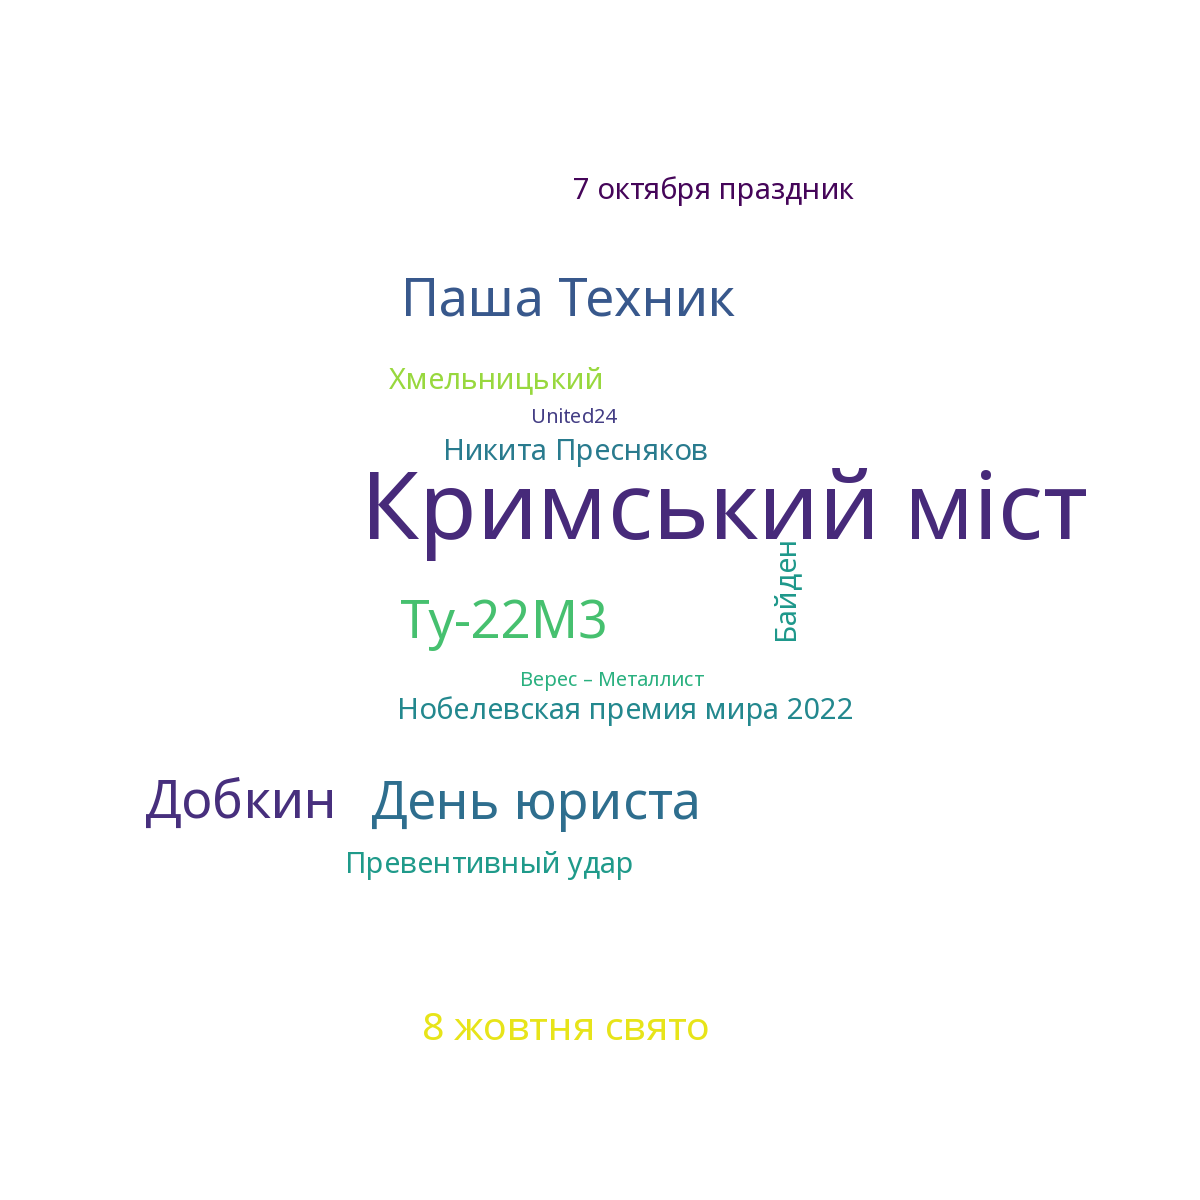 7 октября праздник
Паша Техник
Хмельницький
United24
Никита Пресняков
Кримський міст
Байден
Ту-22М3
Верес – Металлист
Нобелевская премия мира 2022
Добкин
День юриста
Превентивный удар
8 жовтня свято